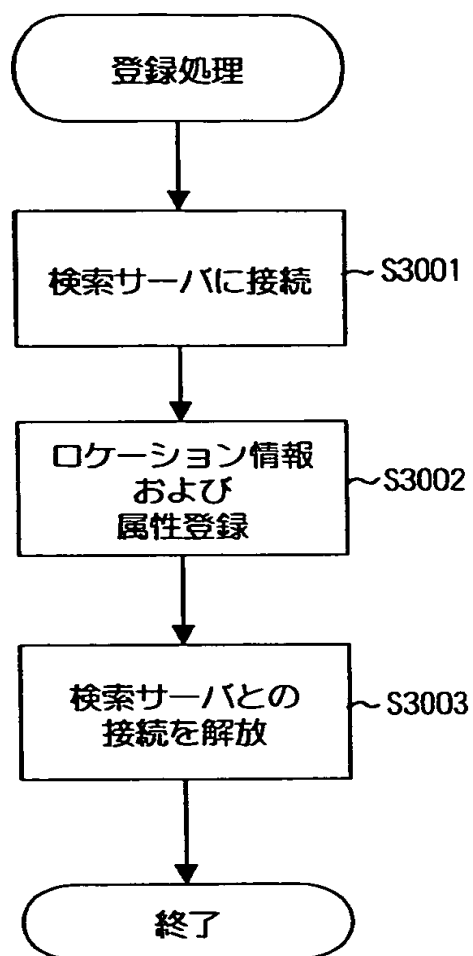 登録処理
検索サーバに接続
S3001
ロケーション情報
および
属性登録
S3002
検索サーバとの
接続を解放
S3003
終了